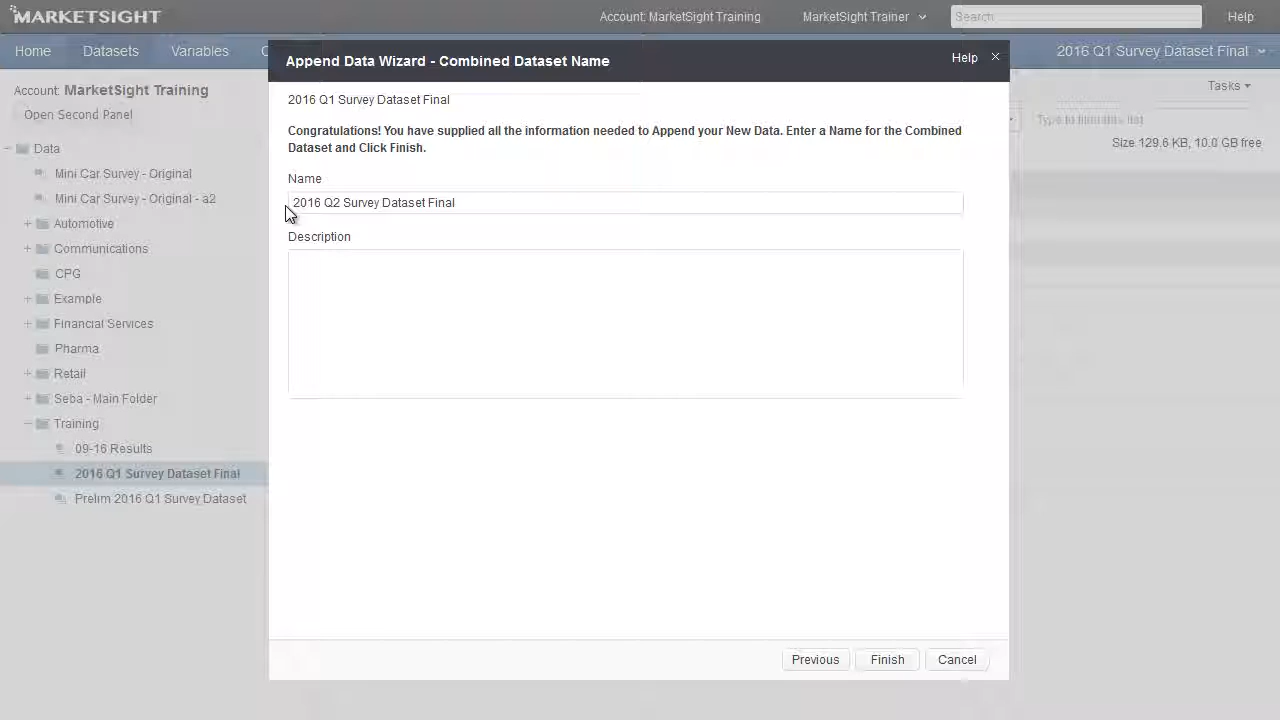 MARKETSIGHT
Account: MarketSight Training
MarketSight Trainer
Search
Help
Home
Datasets
Variables
2016 Q1 Survey Dataset Final
Append Data Wizard - Combined Dataset Name
Help
2016 Q1 Survey Dataset Final
Congratulations! You have supplied all the information needed to Append your New Data. Enter a Name for the Combined
Dataset and Click Finish.
Name
2016 Q2 Survey Dataset Final
Description
Previous
Finish
Cancel
Account: MarketSight Training
Open Second Panel
Data
Mini Car Survey - Original
Mini Car Survey - Original - a2
Automotive
Communications
CPG
Example
Financial Services
Pharma
Retail
Seba - Main Folder
Training
09-16 Results
2016 Q1 Survey Dataset Final
Prelim 2016 Q1 Survey Dataset
Tasks
Type to filter this list
Size 129.6 KB, 10.0 GB free